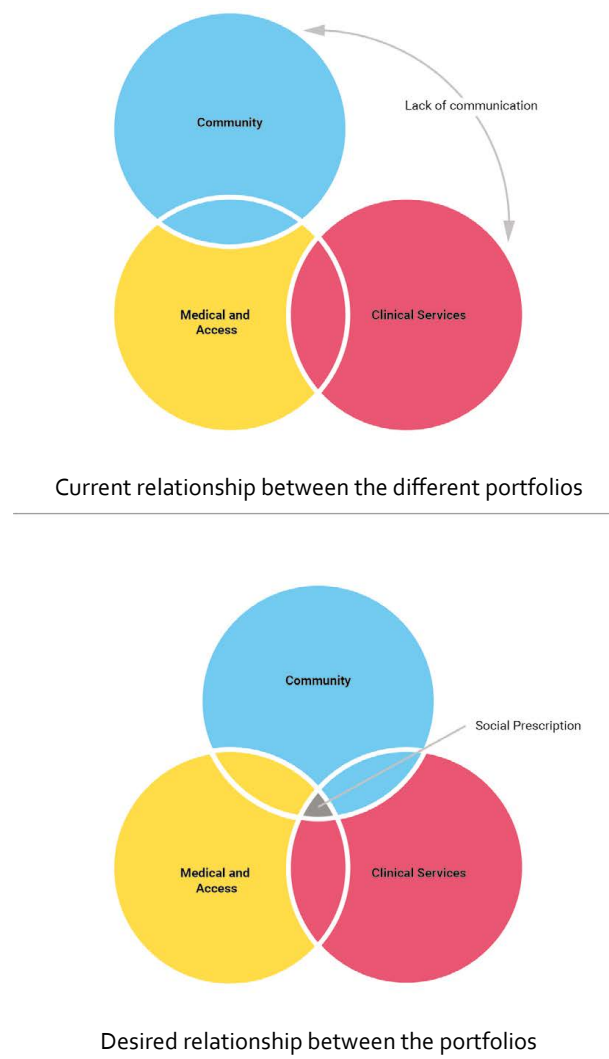 Community
Lack of communication
Medical and
Access
Clinical Services
Current relationship between the different portfolios
Community
Social Prescription
Medical and
Access
Clinical Services
Desired relationship between the portfolios